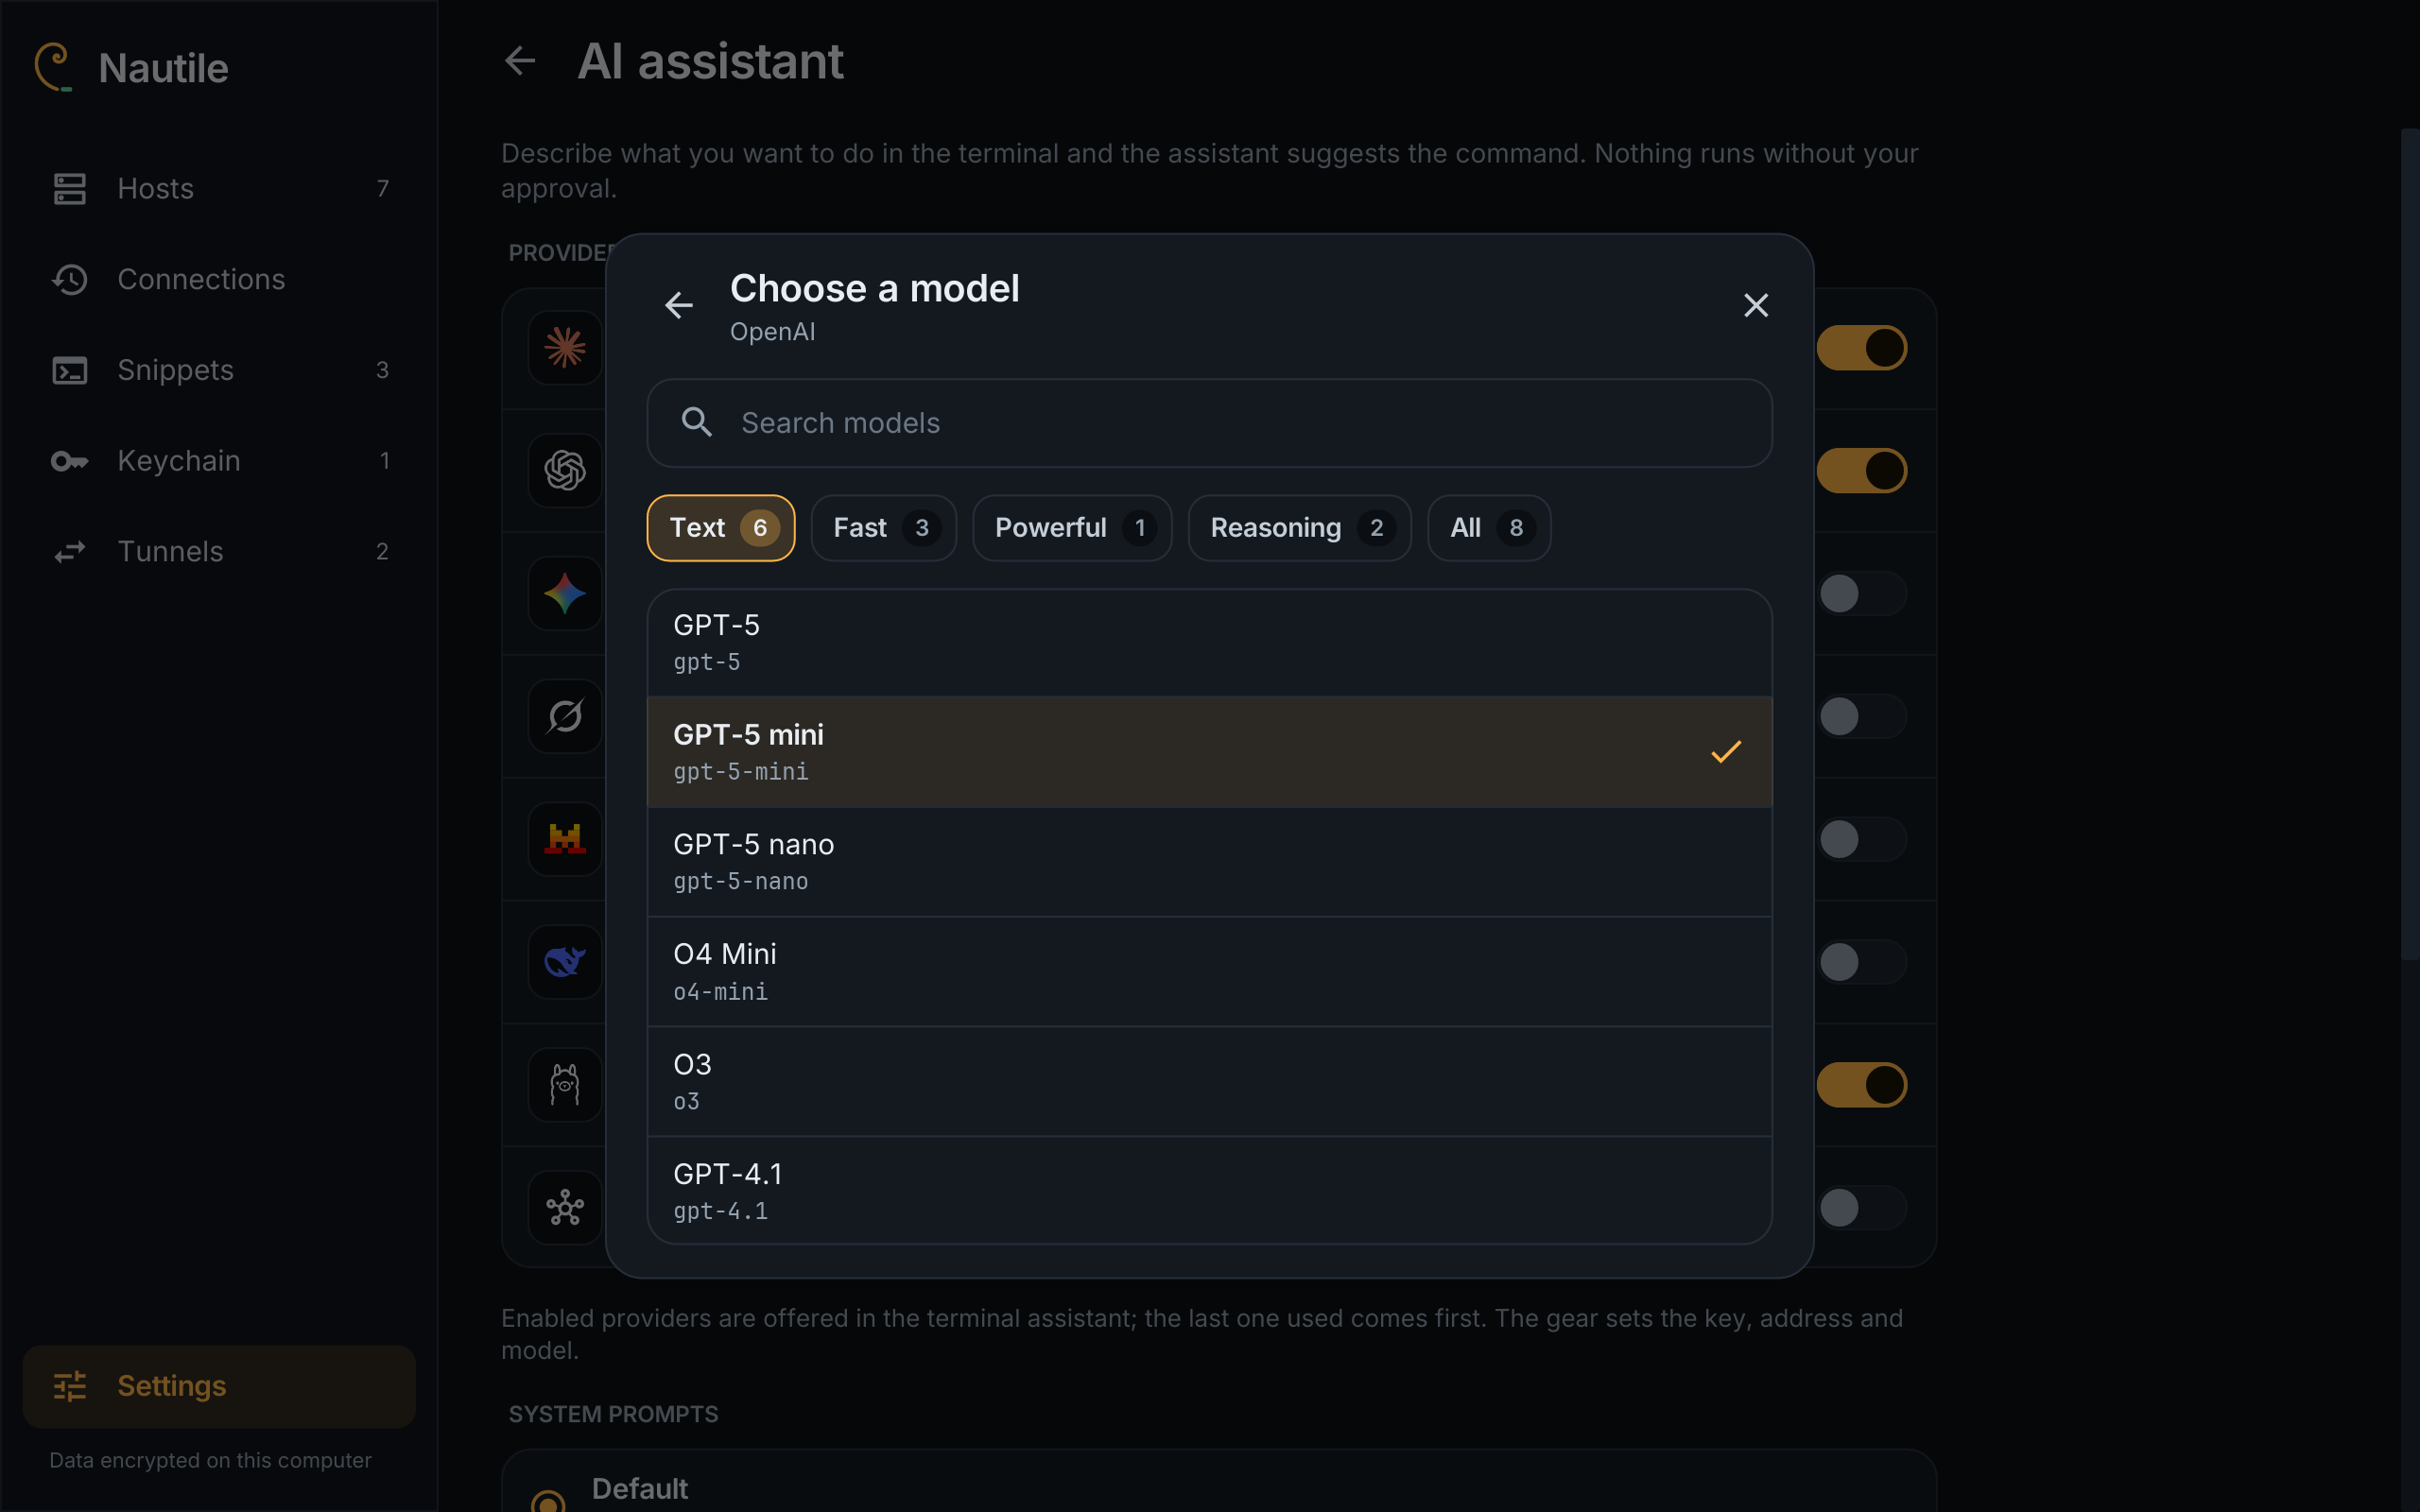 Nautile
Hosts 7
Connections
Snippets 3
Keychain 1
Tunnels 2
Settings
Data encrypted on this computer
AI assistant
Describe what you want to do in the terminal and the assistant suggests the command. Nothing runs without your
approval.
Choose a model
OpenAI
Search models
Text 6
Fast 3
Powerful 1
Reasoning 2
All 8
GPT-5
gpt-5
GPT-5 mini
gpt-5-mini
GPT-5 nano
gpt-5-nano
O4 Mini
o4-mini
O3
o3
GPT-4.1
gpt-4.1
Enabled providers are offered in the terminal assistant; the last one used comes first. The gear sets the key, address and
model.
SYSTEM PROMPTS
Default